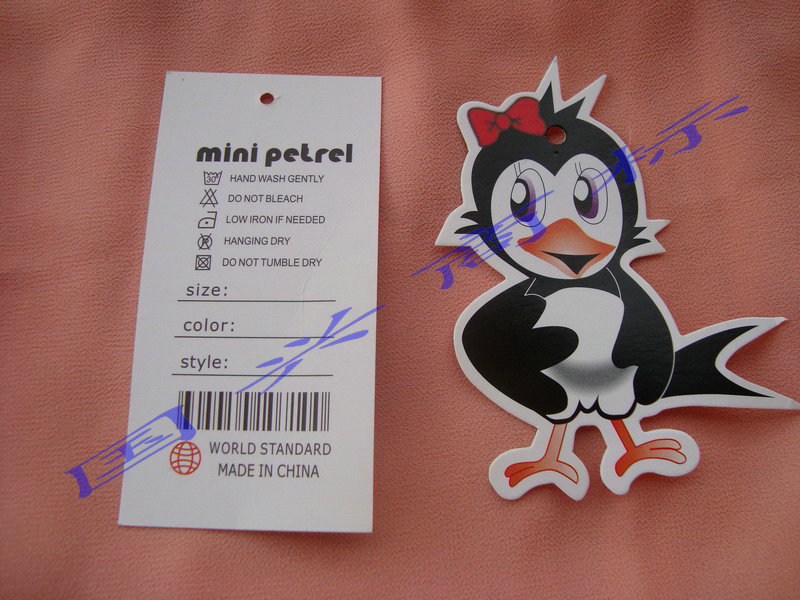 mini petrel
30°
HAND WASH GENTLY
DO NOT BLEACH
LOW IRON IF NEEDED
HANGING DRY
DO NOT TUMBLE DRY
size:
color:
style:
WORLD STANDARD
MADE IN CHINA